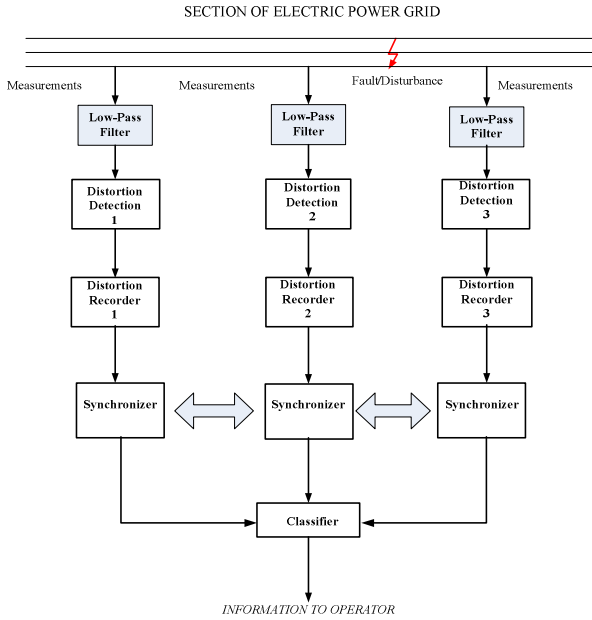 SECTION OF ELECTRIC POWER GRID
Measurements
Measurements
Fault/Disturbance
Measurements
Low-Pass
Filter
Low-Pass
Filter
Low-Pass
Filter
Distortion
Detection
1
Distortion
Detection
2
Distortion
Detection
3
Distortion
Recorder
1
Distortion
Recorder
2
Distortion
Recorder
3
Synchronizer
Synchronizer
Synchronizer
Classifier
INFORMATION TO OPERATOR